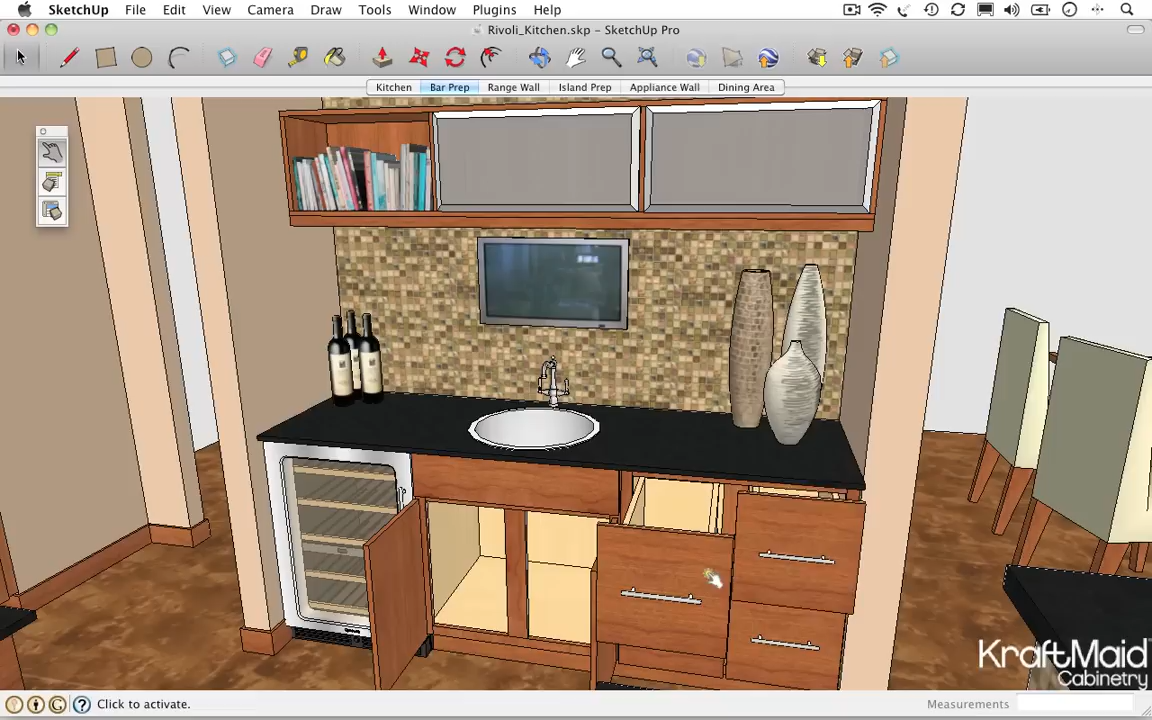 SketchUp File Edit View Camera Draw Tools Window Plugins Help
Rivoli_Kitchen.skp - SketchUp Pro
Kitchen Bar Prep Range Wall Island Prep Appliance Wall Dining Area
KraftMaid
Cabinetry
Click to activate.
Measurements